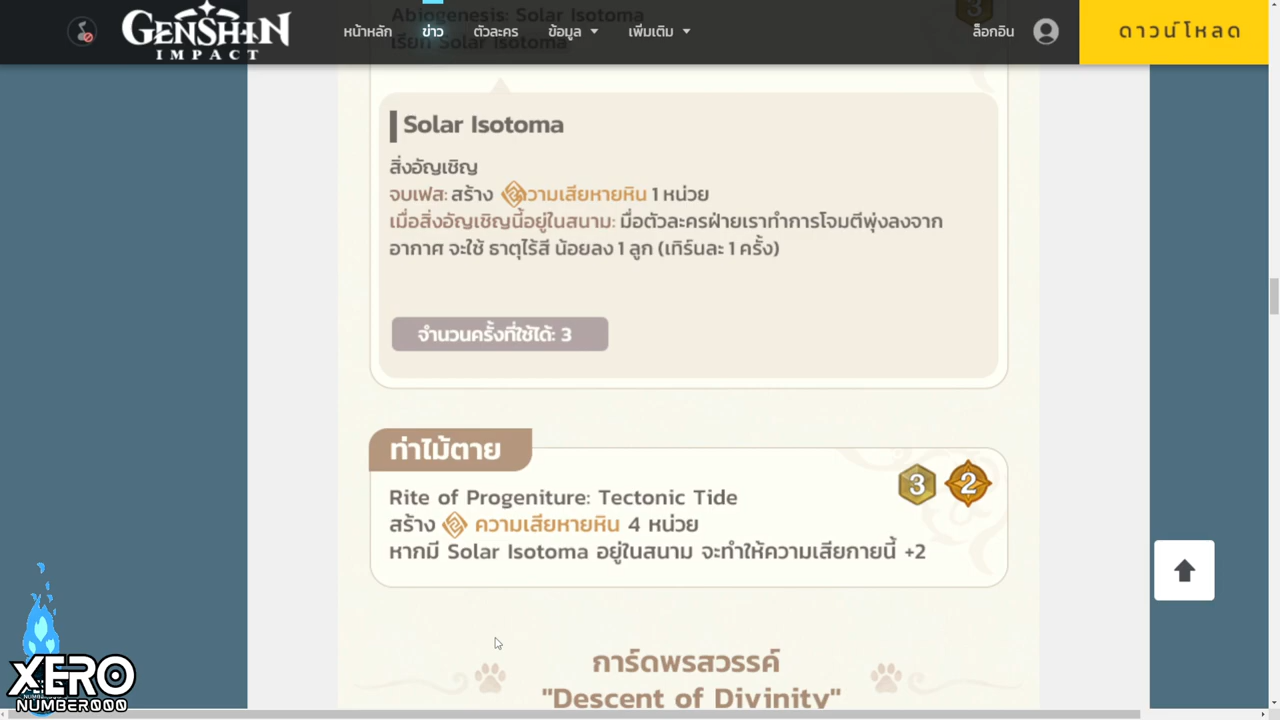 GENSHIN
IMPACT
หน้าหลัก
ข่าว
ตัวละคร
ข้อมูล
เพิ่มเติม
ล็อกอิน
ดาวน์โหลด
Abiogenesis: Solar Isotoma
3
เรียก Solar Isotoma
Solar Isotoma
สิ่งอัญเชิญ
จบเฟส: สร้าง ความเสียหายหิน 1 หน่วย
เมื่อสิ่งอัญเชิญนี้อยู่ในสนาม: มื่อตัวละครฝ่ายเราทำการโจมตีพุ่งลงจาก
อากาศ จะใช้ ธาตุไร้สี น้อยลง 1 ลูก (เทิร์นละ 1 ครั้ง)
จำนวนครั้งที่ใช้ได้: 3
ท่าไม้ตาย
3 2
Rite of Progeniture: Tectonic Tide
สร้าง ความเสียหายหิน 4 หน่วย
หากมี Solar Isotoma อยู่ในสนาม จะทำให้ความเสียกายนี้ +2
การ์ดพรสวรรค์
"Descent of Divinity"
XERO
NUMBER000